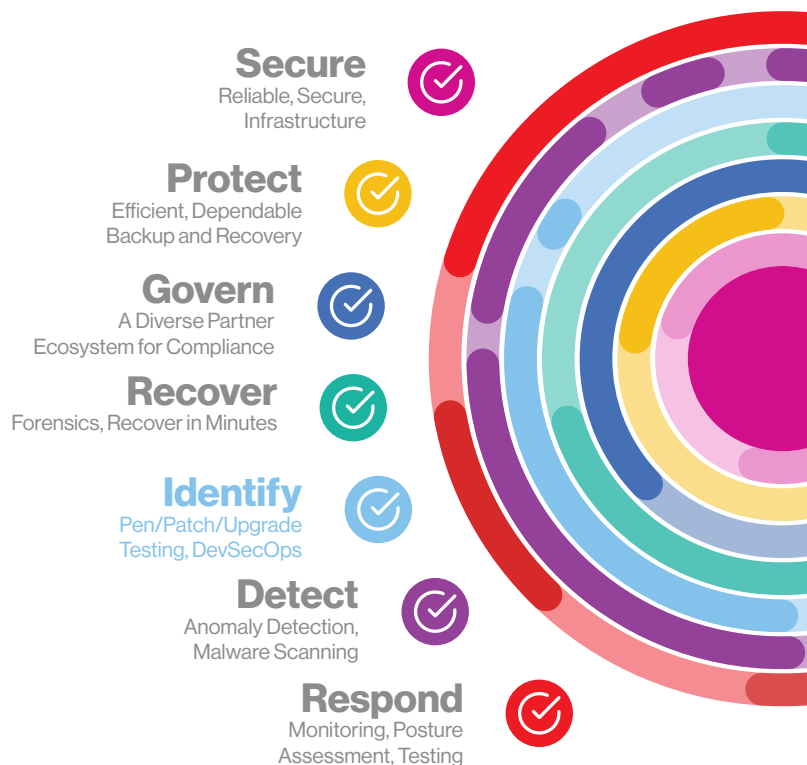 Secure
Reliable, Secure,
Infrastructure
Protect
Efficient, Dependable
Backup and Recovery
Govern
A Diverse Partner
Ecosystem for Compliance
Recover
Forensics, Recover in Minutes
Identify
Pen/Patch/Upgrade
Testing, DevSecOps
Detect
Anomaly Detection,
Malware Scanning
Respond
Monitoring, Posture
Assessment, Testing